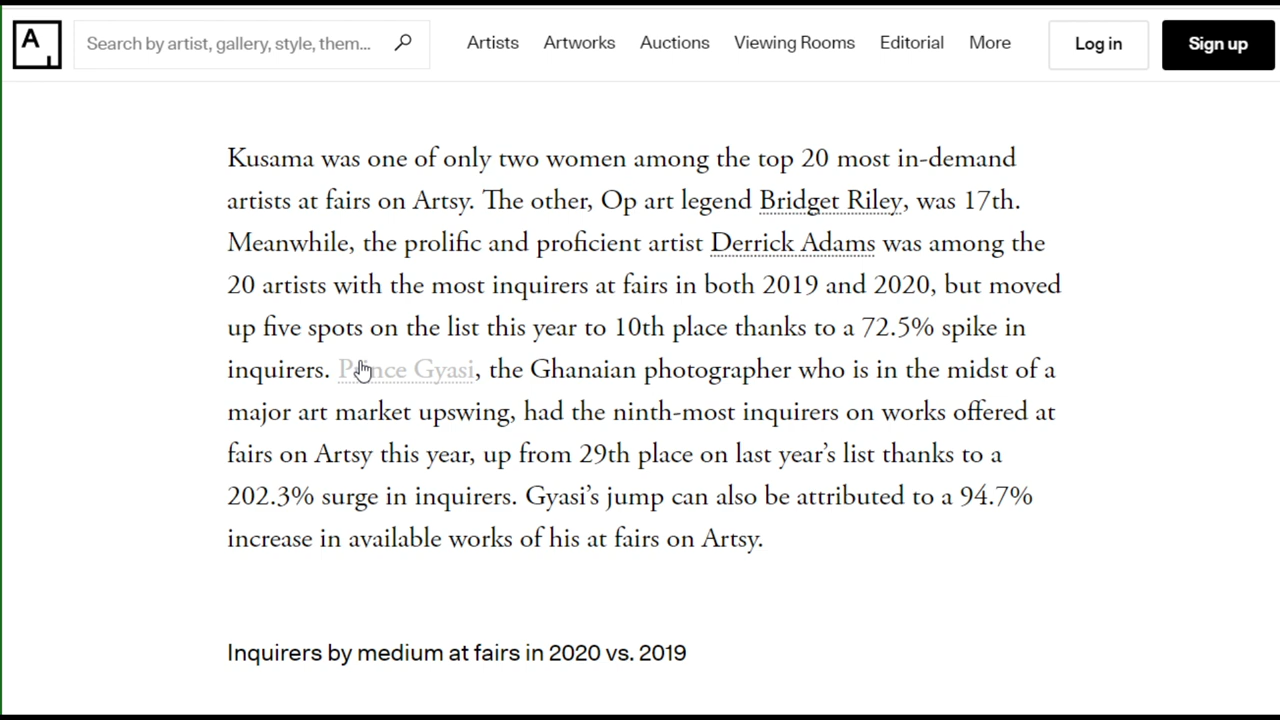 A
Search by artist, gallery, style, them...
Artists
Artworks
Auctions
Viewing Rooms
Editorial
More
Log in
Sign up
Kusama was one of only two women among the top 20 most in-demand
artists at fairs on Artsy. The other, Op art legend Bridget Riley, was 17th.
Meanwhile, the prolific and proficient artist Derrick Adams was among the
20 artists with the most inquirers at fairs in both 2019 and 2020, but moved
up five spots on the list this year to 10th place thanks to a 72.5% spike in
inquirers. Prince Gyasi, the Ghanaian photographer who is in the midst of a
major art market upswing, had the ninth-most inquirers on works offered at
fairs on Artsy this year, up from 29th place on last year’s list thanks to a
202.3% surge in inquirers. Gyasi’s jump can also be attributed to a 94.7%
increase in available works of his at fairs on Artsy.
Inquirers by medium at fairs in 2020 vs. 2019